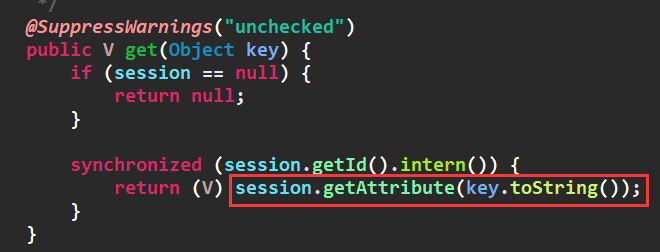 */
@SuppressWarnings("unchecked")
public V get(Object key) {
if (session == null) {
return null;
}
synchronized (session.getId().intern()) {
return (V) session.getAttribute(key.toString());
}
}